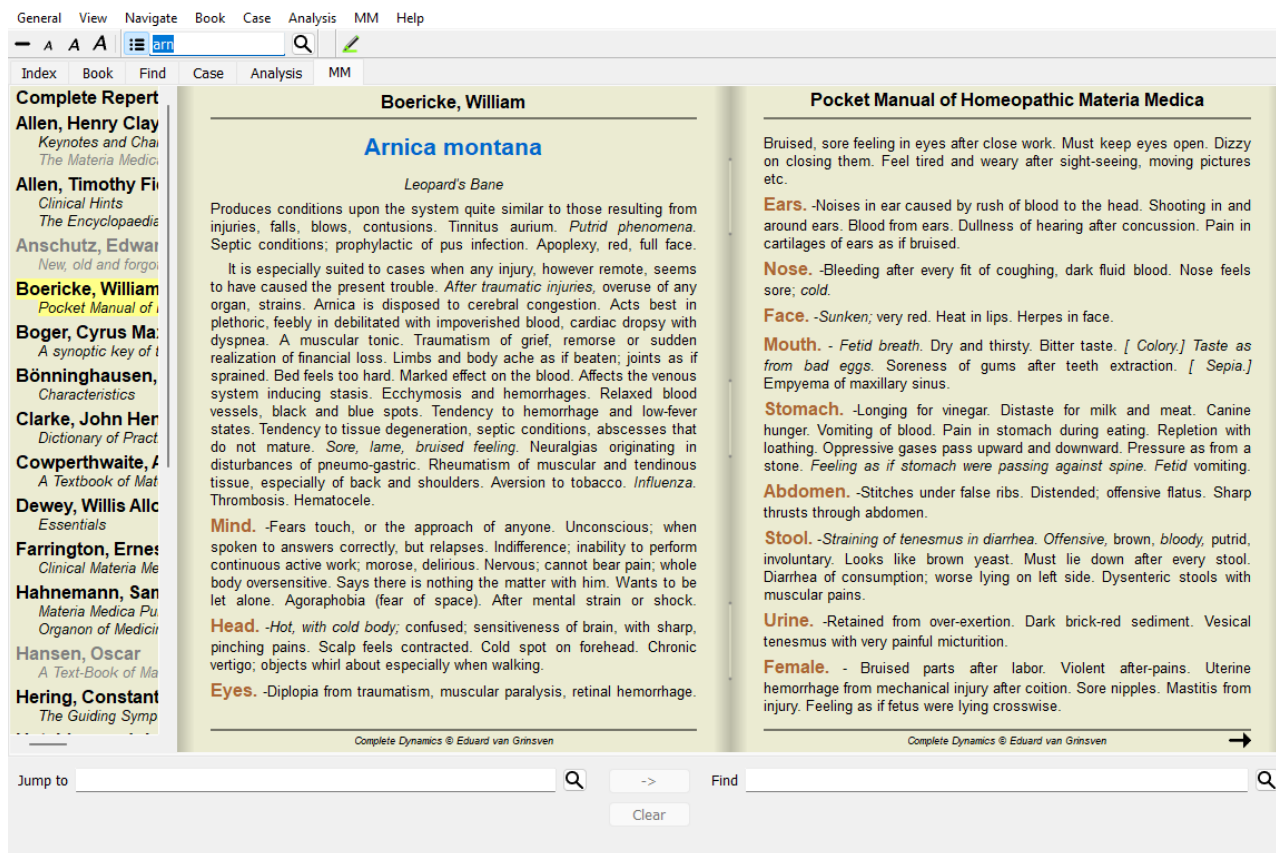 General View Navigate Book Case Analysis MM Help
A A A arn
Index Book Find Case Analysis MM
Complete Repert
Allen, Henry Clay
Keynotes and Cha
The Materia Medic
Allen, Timothy Fi
Clinical Hints
The Encyclopaedia
Anschutz, Edwar
New, old and forgo
Boericke, William
Pocket Manual of
Boger, Cyrus Ma
A synoptic key of t
Bönninghausen,
Characteristics
Clarke, John Hen
Dictionary of Pract
Cowperthwaite, A
A Textbook of Mat
Dewey, Willis Allo
Essentials
Farrington, Ernes
Clinical Materia Me
Hahnemann, Sam
Materia Medica Pu
Organon of Medicin
Hansen, Oscar
A Text-Book of Ma
Hering, Constant
The Guiding Symp
Boericke, William
Arnica montana
Leopard's Bane
Produces conditions upon the system quite similar to those resulting from
injuries, falls, blows, contusions. Tinnitus aurium. Putrid phenomena.
Septic conditions; prophylactic of pus infection. Apoplexy, red, full face.
It is especially suited to cases when any injury, however remote, seems
to have caused the present trouble. After traumatic injuries, overuse of any
organ, strains. Arnica is disposed to cerebral congestion. Acts best in
plethoric, feebly in debilitated with impoverished blood, cardiac dropsy with
dyspnea. A muscular tonic. Traumatism of grief, remorse or sudden
realization of financial loss. Limbs and body ache as if beaten; joints as if
sprained. Bed feels too hard. Marked effect on the blood. Affects the venous
system inducing stasis. Ecchymosis and hemorrhages. Relaxed blood
vessels, black and blue spots. Tendency to hemorrhage and low-fever
states. Tendency to tissue degeneration, septic conditions, abscesses that
do not mature. Sore, lame, bruised feeling. Neuralgias originating in
disturbances of pneumo-gastric. Rheumatism of muscular and tendinous
tissue, especially of back and shoulders. Aversion to tobacco. Influenza.
Thrombosis. Hematocele.
Mind. -Fears touch, or the approach of anyone. Unconscious; when
spoken to answers correctly, but relapses. Indifference; inability to perform
continuous active work; morose, delirious. Nervous; cannot bear pain; whole
body oversensitive. Says there is nothing the matter with him. Wants to be
let alone. Agoraphobia (fear of space). After mental strain or shock.
Head. -Hot, with cold body; confused; sensitiveness of brain, with sharp,
pinching pains. Scalp feels contracted. Cold spot on forehead. Chronic
vertigo; objects whirl about especially when walking.
Eyes. -Diplopia from traumatism, muscular paralysis, retinal hemorrhage.
Complete Dynamics © Eduard van Grinsven
Pocket Manual of Homeopathic Materia Medica
Bruised, sore feeling in eyes after close work. Must keep eyes open. Dizzy
on closing them. Feel tired and weary after sight-seeing, moving pictures
etc.
Ears. -Noises in ear caused by rush of blood to the head. Shooting in and
around ears. Blood from ears. Dullness of hearing after concussion. Pain in
cartilages of ears as if bruised.
Nose. -Bleeding after every fit of coughing, dark fluid blood. Nose feels
sore; cold.
Face. -Sunken; very red. Heat in lips. Herpes in face.
Mouth. - Fetid breath. Dry and thirsty. Bitter taste. [ Colory.] Taste as
from bad eggs. Soreness of gums after teeth extraction. [ Sepia.]
Empyema of maxillary sinus.
Stomach. -Longing for vinegar. Distaste for milk and meat. Canine
hunger. Vomiting of blood. Pain in stomach during eating. Repletion with
loathing. Oppressive gases pass upward and downward. Pressure as from a
stone. Feeling as if stomach were passing against spine. Fetid vomiting.
Abdomen. -Stitches under false ribs. Distended; offensive flatus. Sharp
thrusts through abdomen.
Stool. -Straining of tenesmus in diarrhea. Offensive, brown, bloody, putrid,
involuntary. Looks like brown yeast. Must lie down after every stool.
Diarrhea of consumption; worse lying on left side. Dysenteric stools with
muscular pains.
Urine. -Retained from over-exertion. Dark brick-red sediment. Vesical
tenesmus with very painful micturition.
Female. - Bruised parts after labor. Violent after-pains. Uterine
hemorrhage from mechanical injury after coition. Sore nipples. Mastitis from
injury. Feeling as if fetus were lying crosswise.
Complete Dynamics © Eduard van Grinsven
Jump to -> Find
Clear